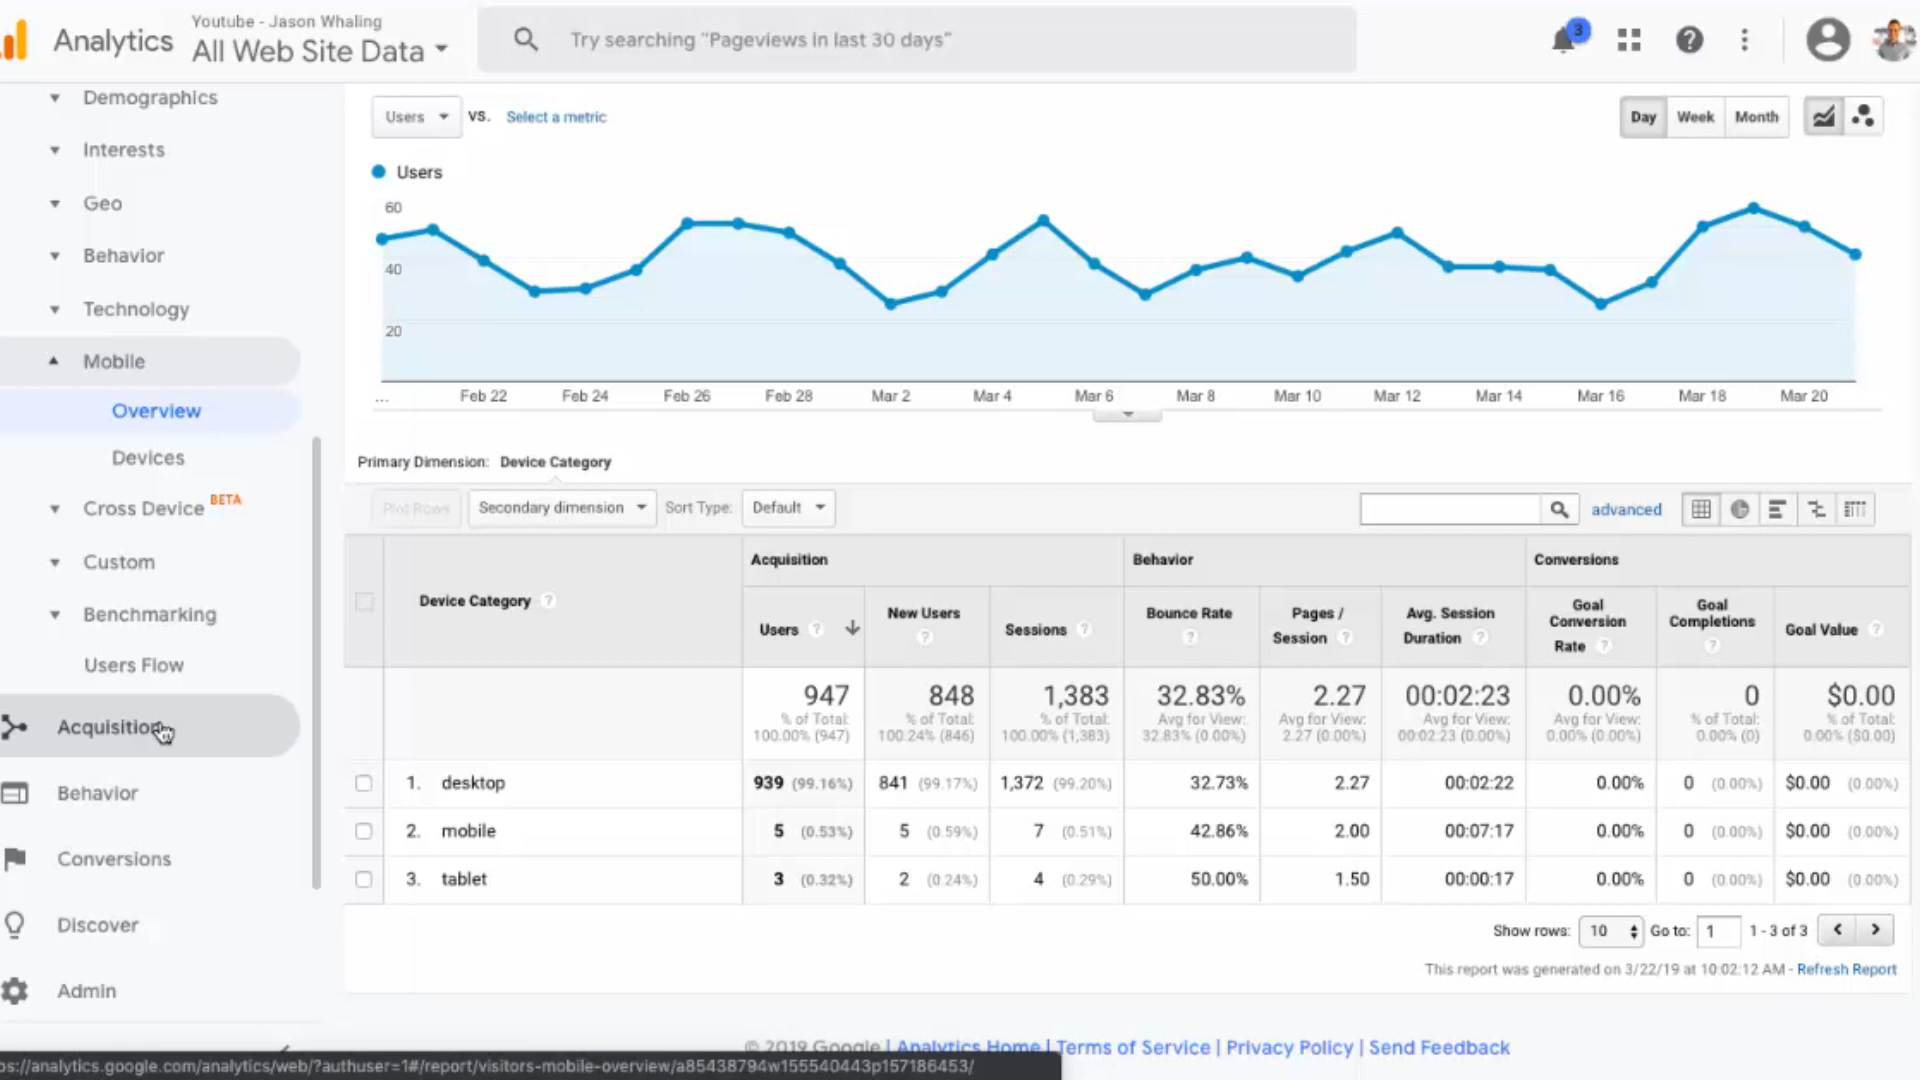 Analytics
Youtube - Jason Whaling
All Web Site Data
Try searching "Pageviews in last 30 days"
3
Demographics
Interests
Geo
Behavior
Technology
Mobile
Overview
Devices
Cross Device BETA
Custom
Benchmarking
Users Flow
Acquisition
Behavior
Conversions
Discover
Admin
Users VS. Select a metric
Day Week Month
Users
60
40
20
... Feb 22 Feb 24 Feb 26 Feb 28 Mar 2 Mar 4 Mar 6 Mar 8 Mar 10 Mar 12 Mar 14 Mar 16 Mar 18 Mar 20
Primary Dimension: Device Category
Plot Rows Secondary dimension Sort Type: Default advanced
Acquisition Behavior Conversions
Device Category ? Users ? New Users ? Sessions ? Bounce Rate ? Pages / Session ? Avg. Session Duration ? Goal Conversion Rate ? Goal Completions ? Goal Value ?
947 848 1,383 32.83% 2.27 00:02:23 0.00% 0 $0.00
% of Total: % of Total: % of Total: Avg for View: Avg for View: Avg for View: Avg for View: % of Total: % of Total:
100.00% (947) 100.24% (846) 100.00% (1,383) 32.83% (0.00%) 2.27 (0.00%) 00:02:23 (0.00%) 0.00% (0.00%) 0.00% (0) 0.00% ($0.00)
1. desktop 939 (99.16%) 841 (99.17%) 1,372 (99.20%) 32.73% 2.27 00:02:22 0.00% 0 (0.00%) $0.00 (0.00%)
2. mobile 5 (0.53%) 5 (0.59%) 7 (0.51%) 42.86% 2.00 00:07:17 0.00% 0 (0.00%) $0.00 (0.00%)
3. tablet 3 (0.32%) 2 (0.24%) 4 (0.29%) 50.00% 1.50 00:00:17 0.00% 0 (0.00%) $0.00 (0.00%)
Show rows: 10 Go to: 1 1 - 3 of 3
This report was generated on 3/22/19 at 10:02:12 AM - Refresh Report
© 2019 Google | Analytics Home | Terms of Service | Privacy Policy | Send Feedback
ps://analytics.google.com/analytics/web/?authuser=1#/report/visitors-mobile-overview/a85438794w155540443p157186453/